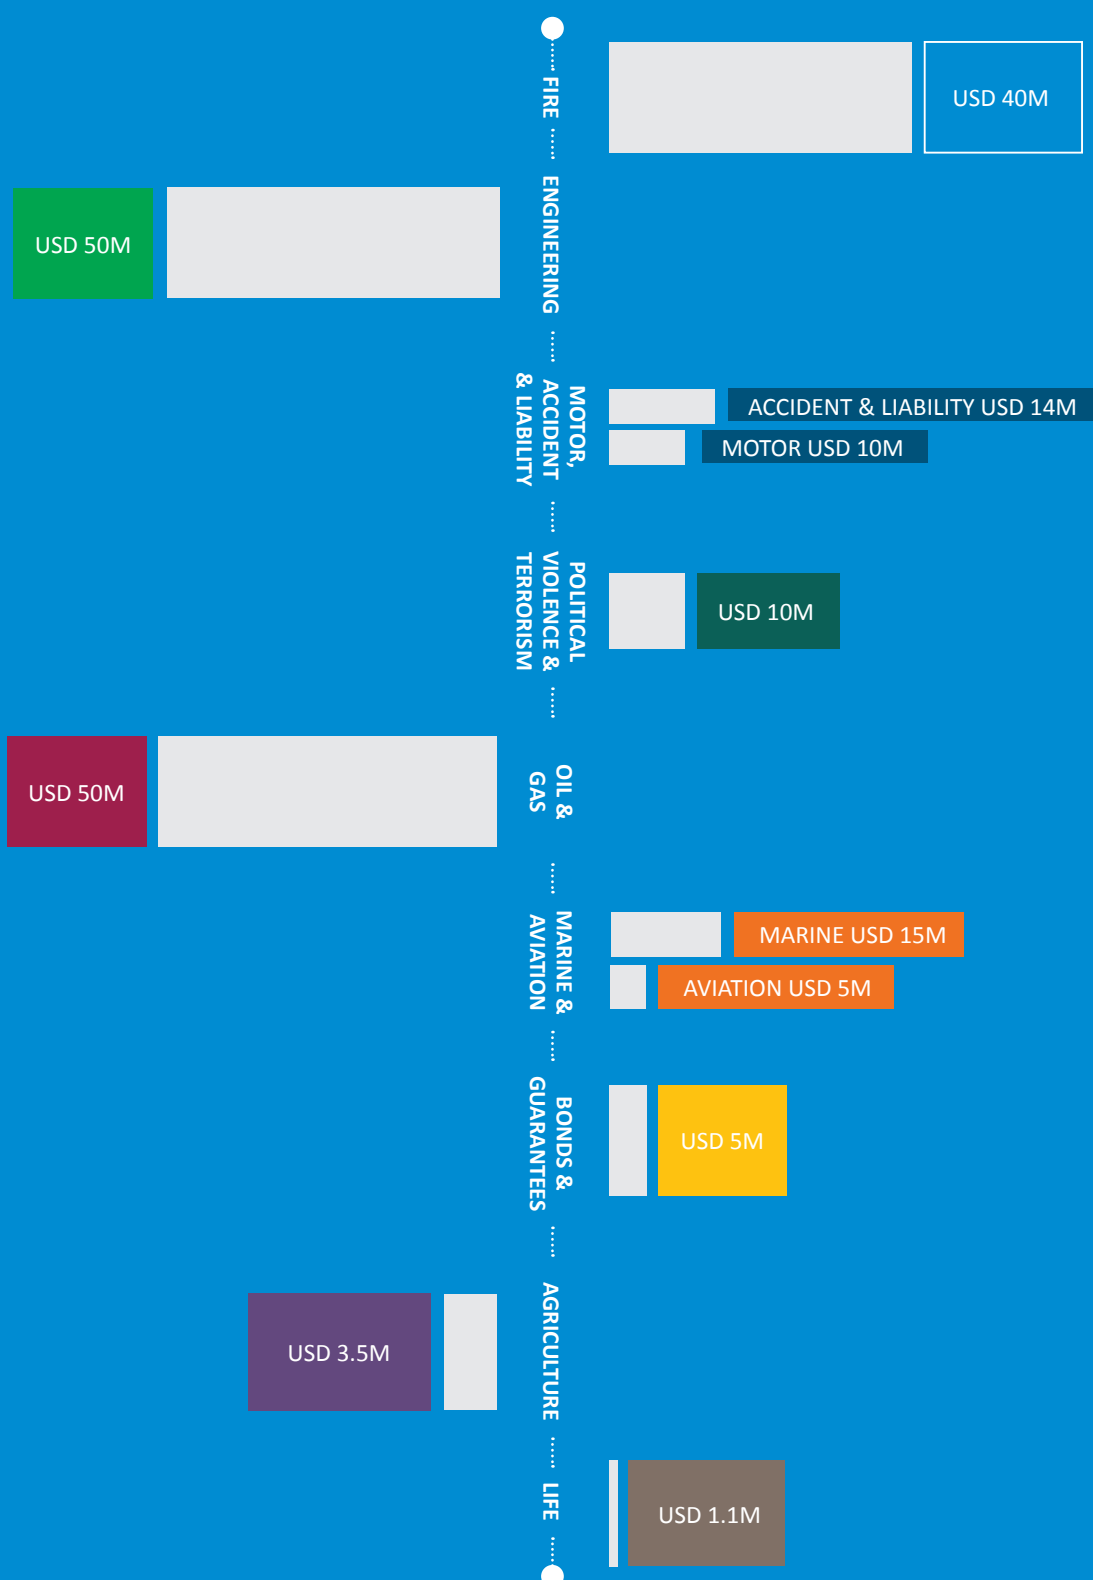 FIRE
USD 40M
ENGINEERING
USD 50M
MOTOR,
ACCIDENT
& LIABILITY
ACCIDENT & LIABILITY USD 14M
MOTOR USD 10M
POLITICAL
VIOLENCE &
TERRORISM
USD 10M
OIL &
GAS
USD 50M
MARINE &
AVIATION
MARINE USD 15M
AVIATION USD 5M
BONDS &
GUARANTEES
USD 5M
AGRICULTURE
USD 3.5M
LIFE
USD 1.1M